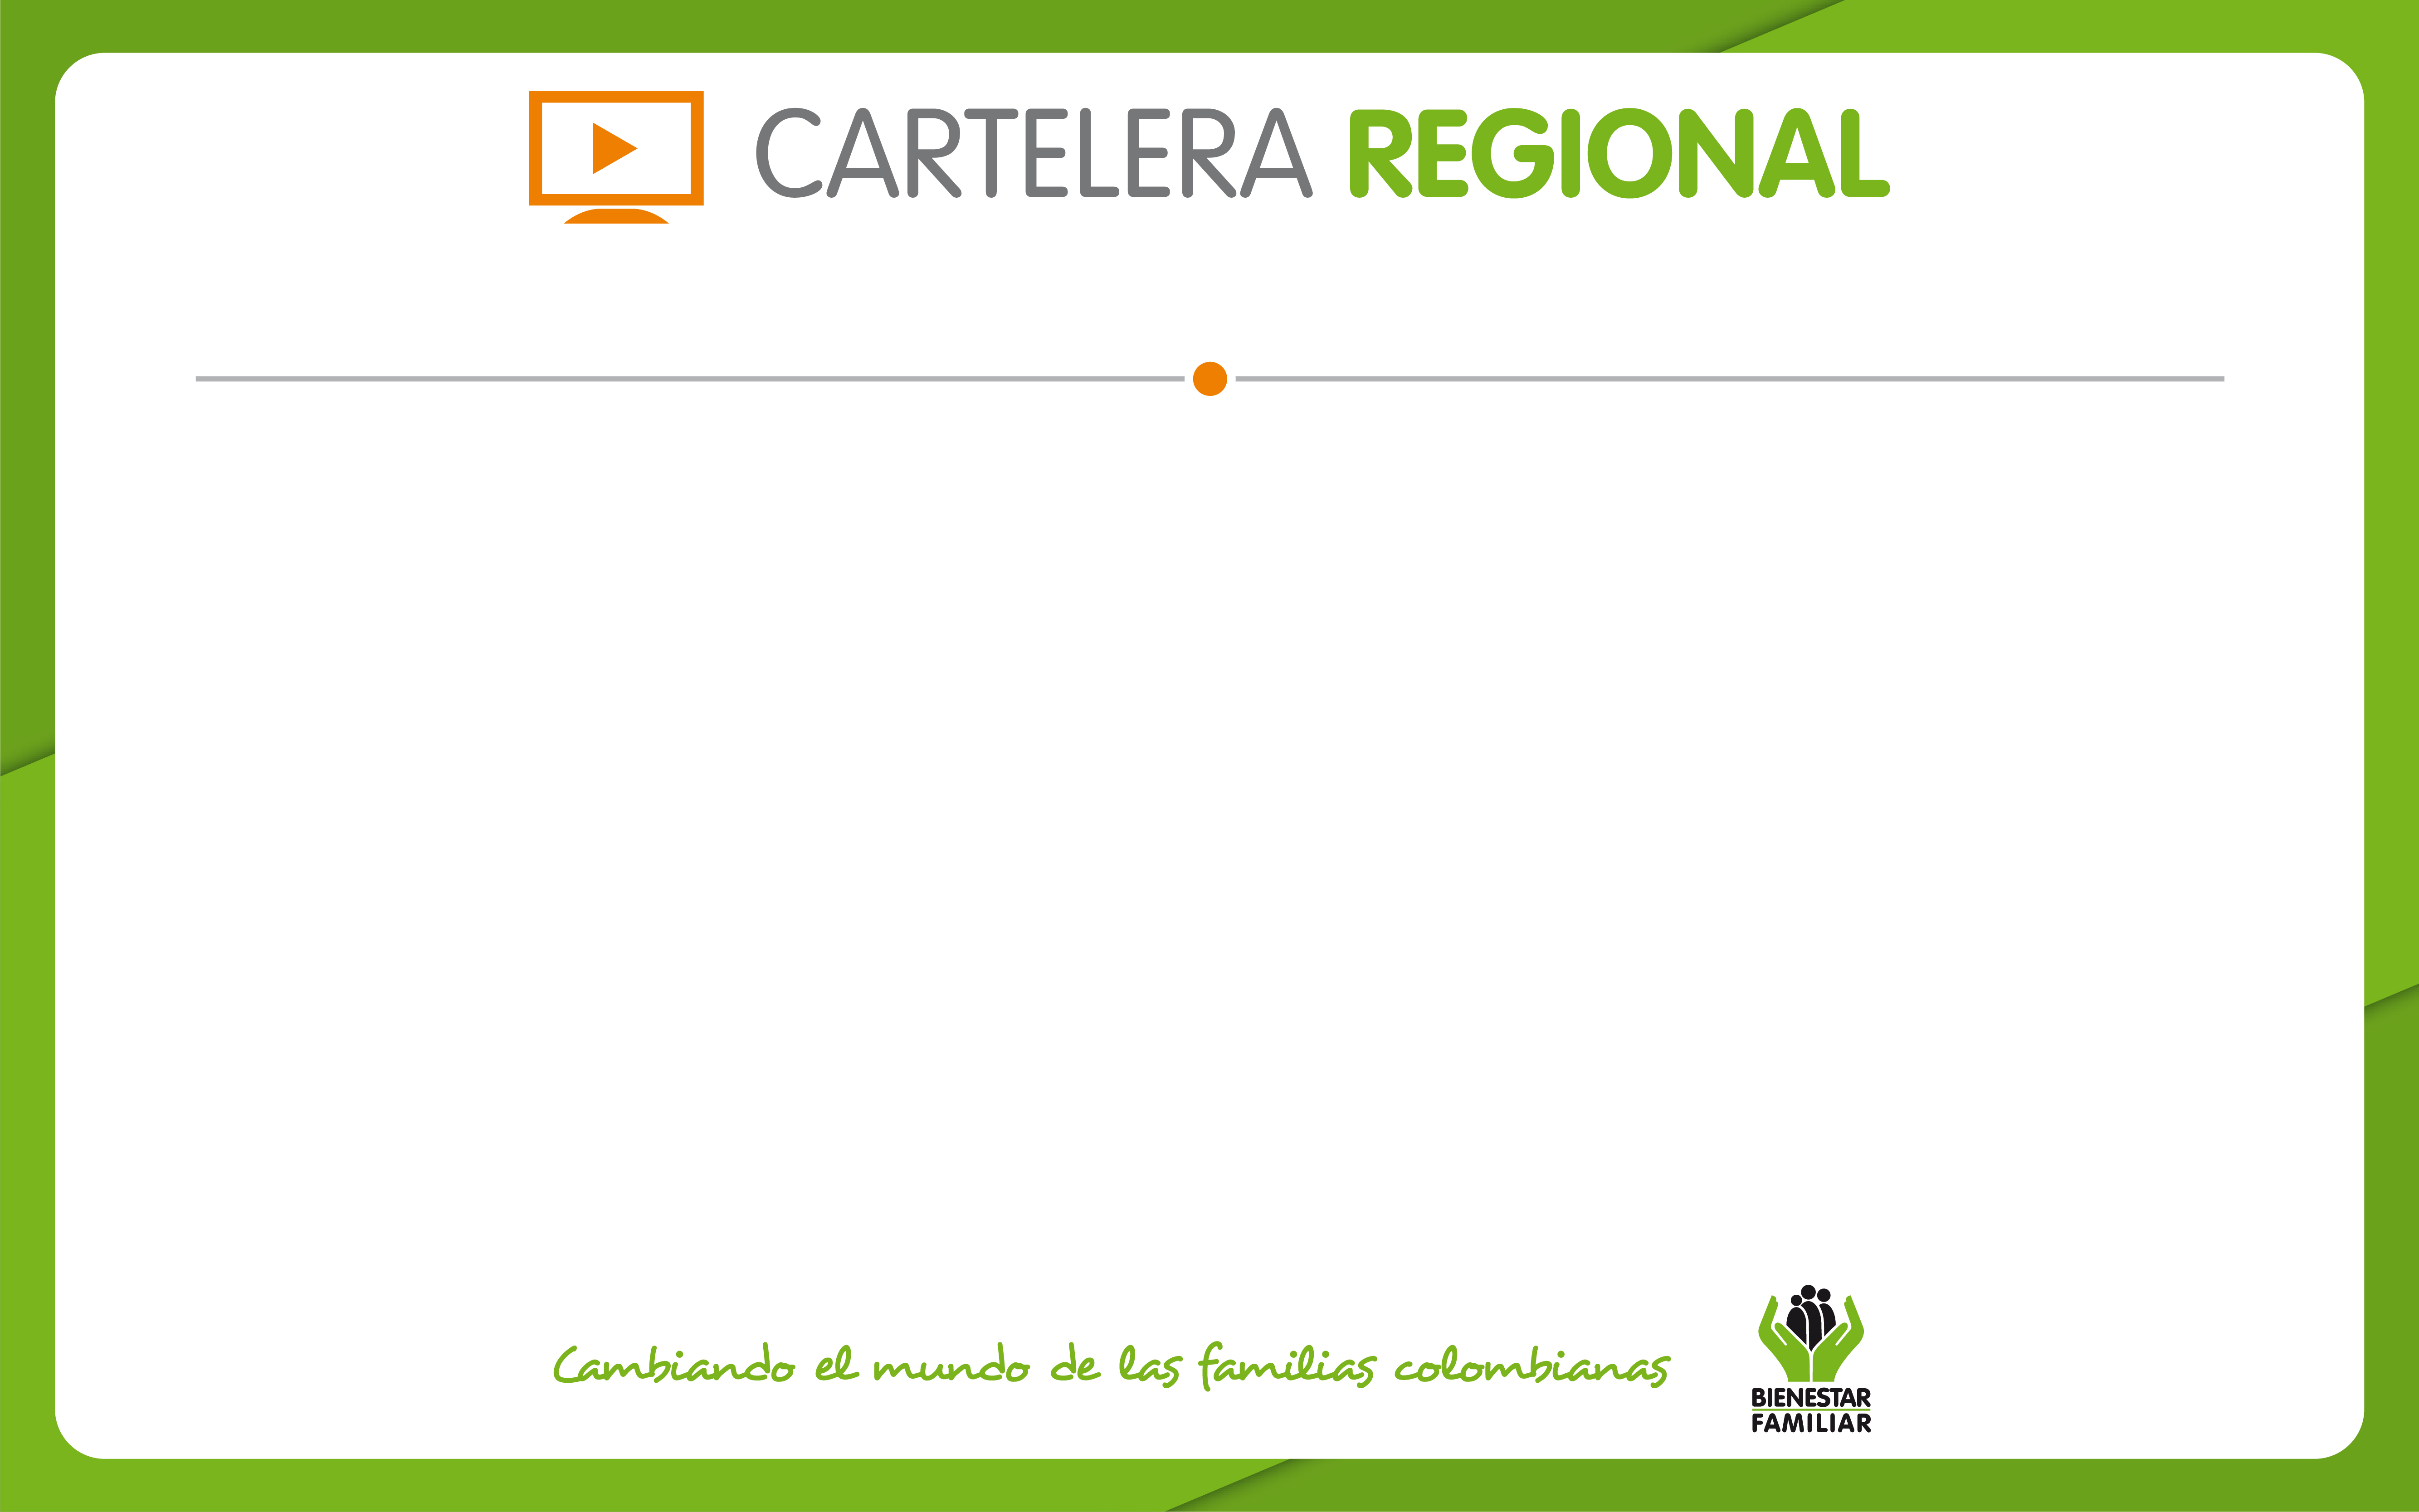 CARTELERA REGIONAL
Cambiando el mundo de las familias colombianas
BIENESTAR
FAMILIAR